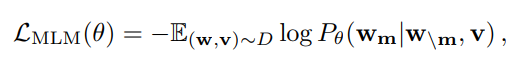 ℒ_MLM(θ) = −𝔼_(𝐰,𝐯)∼D log P_θ(𝐰_𝐦|𝐰_\𝐦, 𝐯) ,